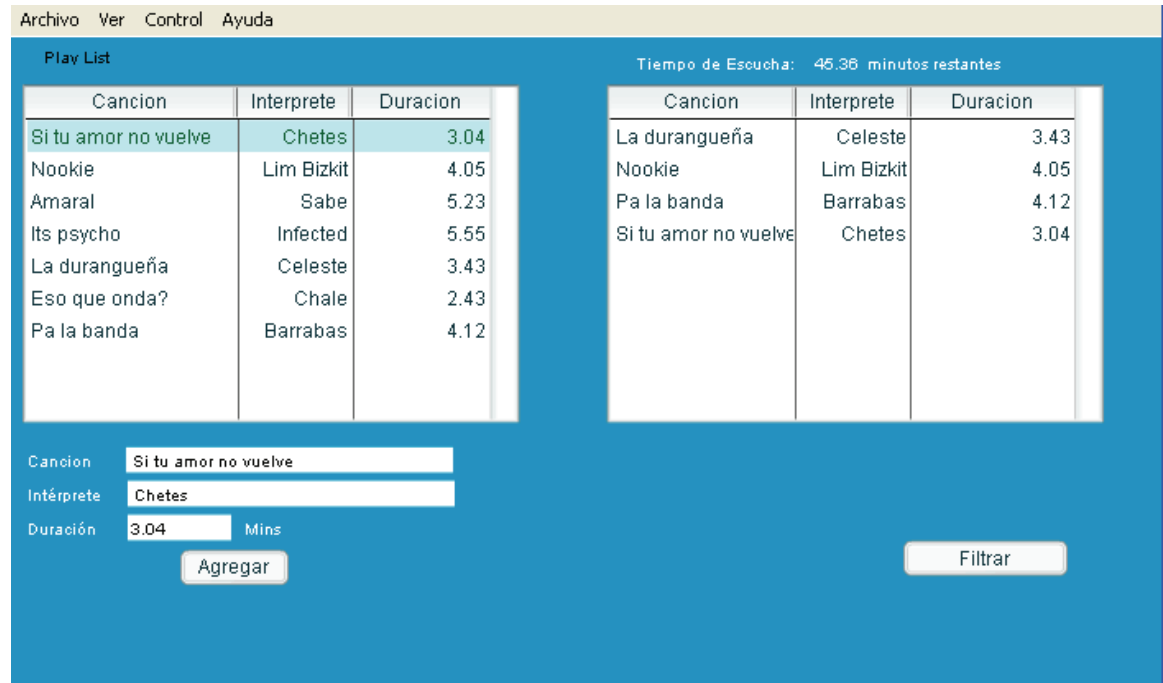 Archivo Ver Control Ayuda
Play List
Tiempo de Escucha: 45.36 minutos restantes
Cancion Interprete Duracion
Si tu amor no vuelve Chetes 3.04
Nookie Lim Bizkit 4.05
Amaral Sabe 5.23
Its psycho Infected 5.55
La durangueña Celeste 3.43
Eso que onda? Chale 2.43
Pa la banda Barrabas 4.12
Cancion Interprete Duracion
La durangueña Celeste 3.43
Nookie Lim Bizkit 4.05
Pa la banda Barrabas 4.12
Si tu amor no vuelve Chetes 3.04
Cancion Si tu amor no vuelve
Intérprete Chetes
Duración 3.04 Mins
Agregar
Filtrar